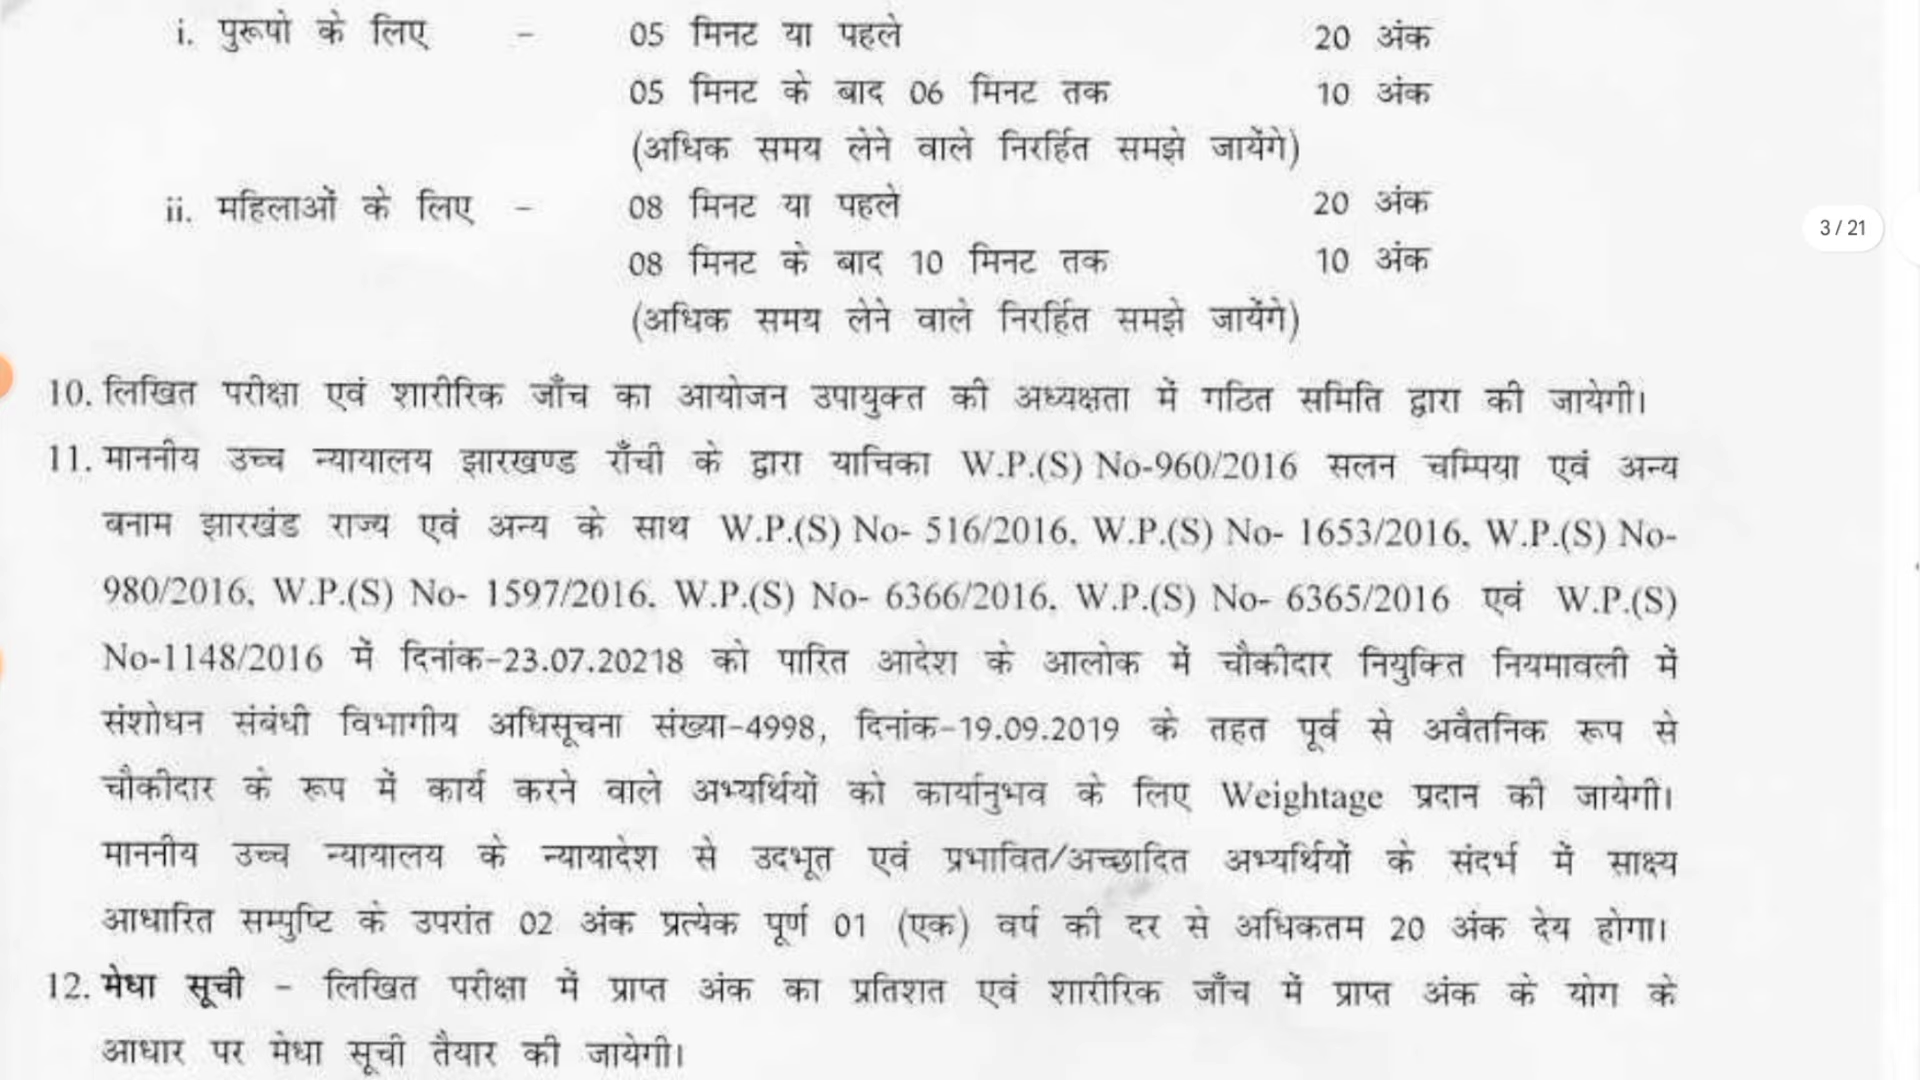 i. पुरूषो के लिए - 05 मिनट या पहले 20 अंक
05 मिनट के बाद 06 मिनट तक 10 अंक
(अधिक समय लेने वाले निरर्हित समझे जायेंगे)
ii. महिलाओं के लिए - 08 मिनट या पहले 20 अंक
3 / 21
08 मिनट के बाद 10 मिनट तक 10 अंक
(अधिक समय लेने वाले निरर्हित समझे जायेंगे)
10. लिखित परीक्षा एवं शारीरिक जाँच का आयोजन उपायुक्त की अध्यक्षता में गठित समिति द्वारा की जायेगी।
11. माननीय उच्च न्यायालय झारखण्ड राँची के द्वारा याचिका W.P.(S) No-960/2016 सलन चम्पिया एवं अन्य
बनाम झारखंड राज्य एवं अन्य के साथ W.P.(S) No- 516/2016, W.P.(S) No- 1653/2016, W.P.(S) No-
980/2016, W.P.(S) No- 1597/2016. W.P.(S) No- 6366/2016, W.P.(S) No- 6365/2016 एवं W.P.(S)
No-1148/2016 में दिनांक-23.07.20218 को पारित आदेश के आलोक में चौकीदार नियुक्ति नियमावली में
संशोधन संबंधी विभागीय अधिसूचना संख्या-4998, दिनांक-19.09.2019 के तहत पूर्व से अवैतनिक रूप से
चौकीदार के रूप में कार्य करने वाले अभ्यर्थियों को कार्यानुभव के लिए Weightage प्रदान की जायेगी।
माननीय उच्च न्यायालय के न्यायादेश से उदभूत एवं प्रभावित/अच्छादित अभ्यर्थियों के संदर्भ में साक्ष्य
आधारित सम्पुष्टि के उपरांत 02 अंक प्रत्येक पूर्ण 01 (एक) वर्ष की दर से अधिकतम 20 अंक देय होगा।
12. मेधा सूची - लिखित परीक्षा में प्राप्त अंक का प्रतिशत एवं शारीरिक जाँच में प्राप्त अंक के योग के
आधार पर मेधा सूची तैयार की जायेगी।